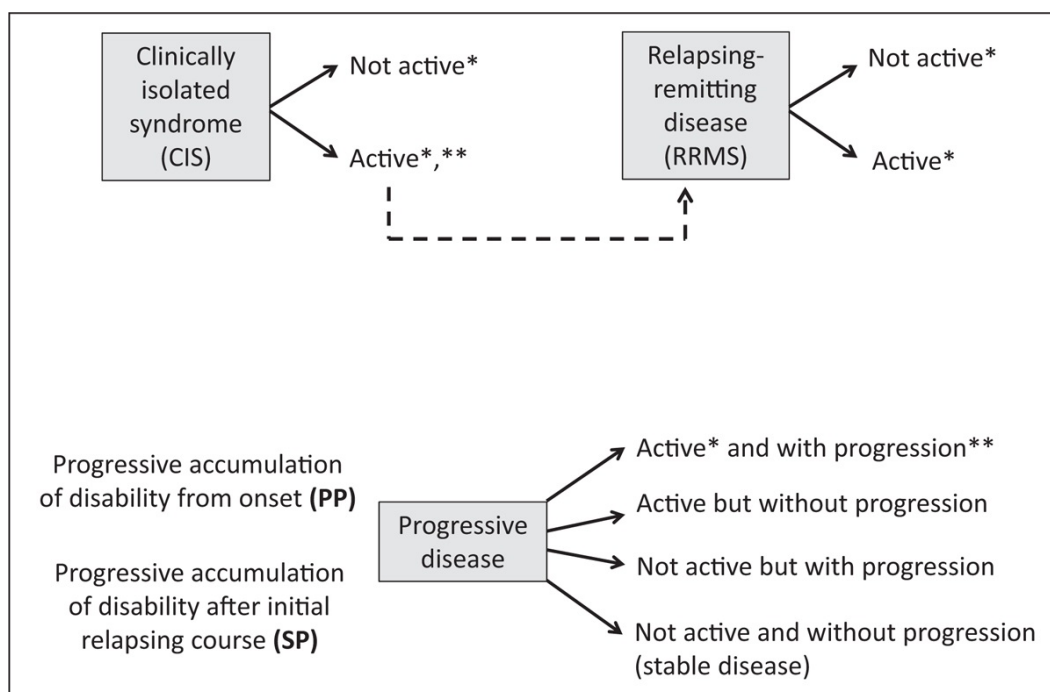 Clinically
isolated
syndrome
(CIS)
Not active*
Active*,**
Relapsing-
remitting
disease
(RRMS)
Not active*
Active*
Progressive accumulation
of disability from onset (PP)
Progressive accumulation
of disability after initial
relapsing course (SP)
Progressive
disease
Active* and with progression**
Active but without progression
Not active but with progression
Not active and without progression
(stable disease)